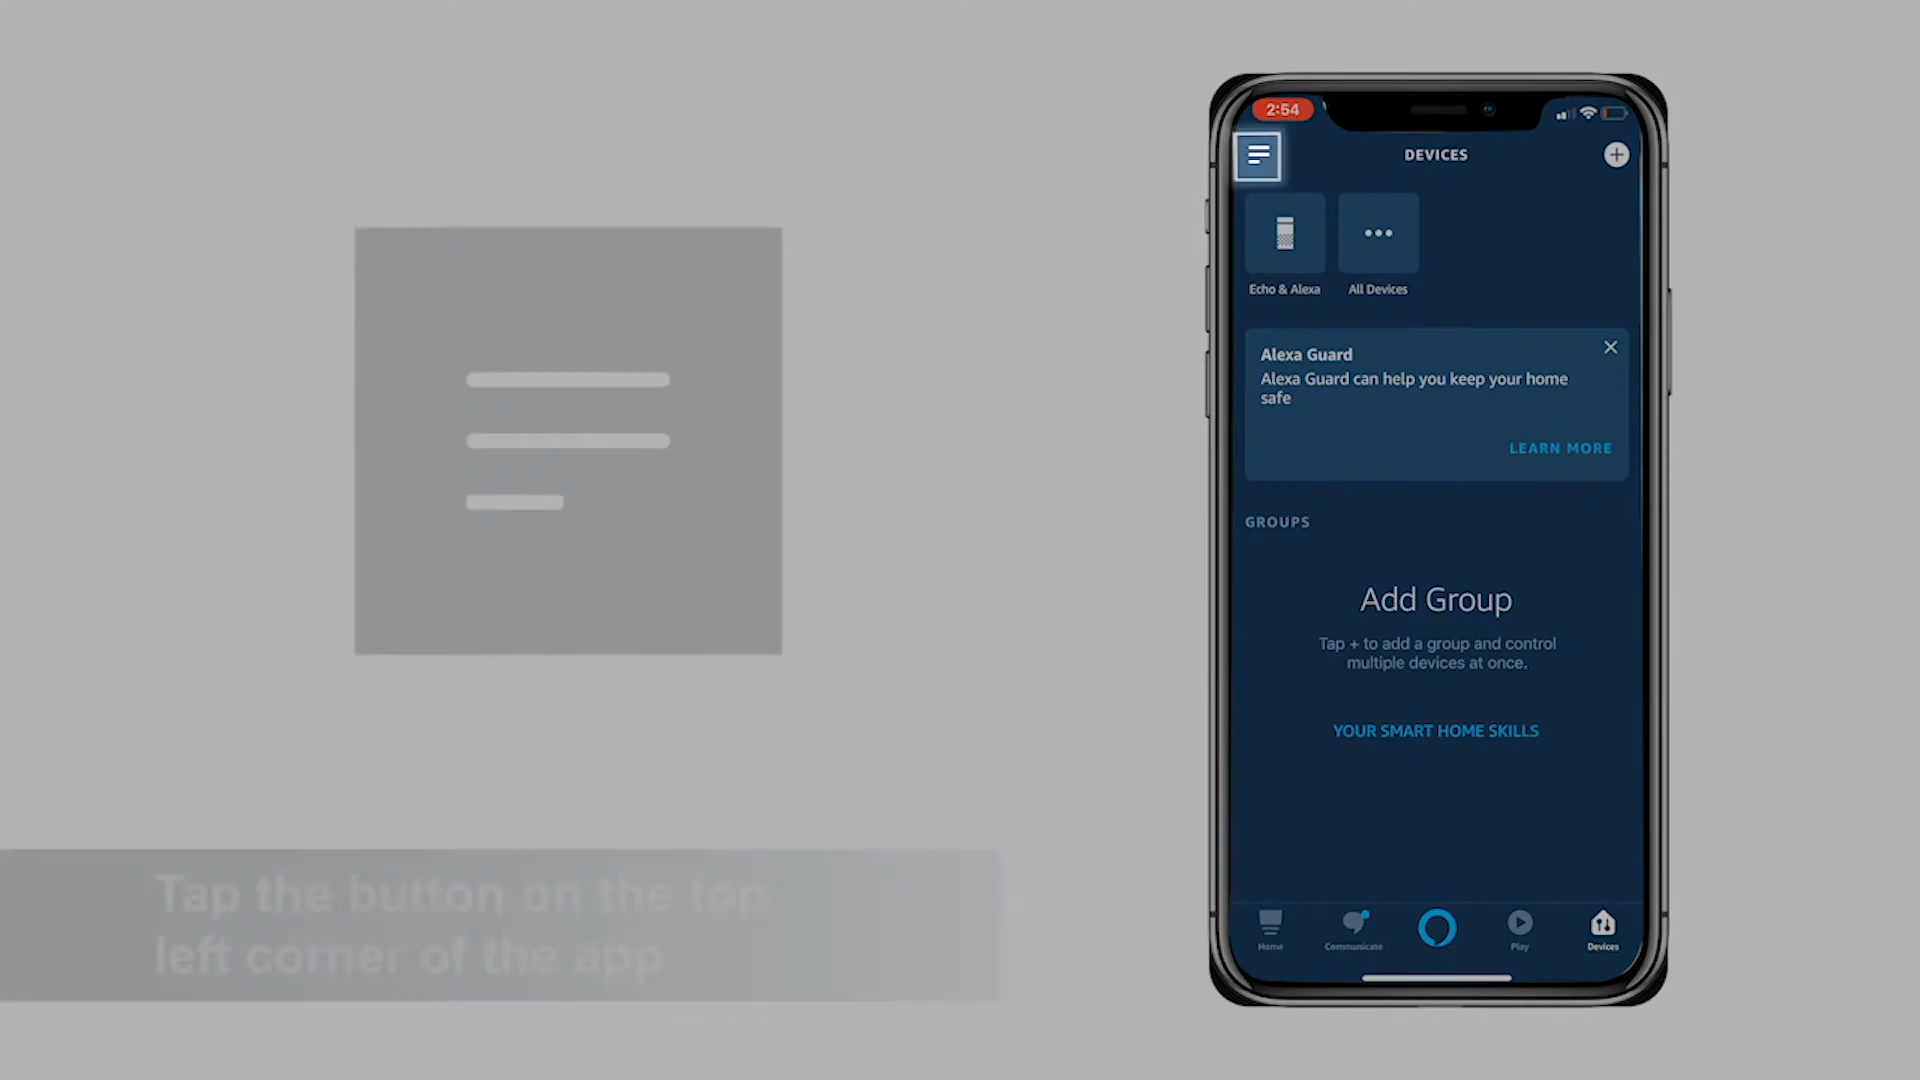 Tap the button on the top
left corner of the app
2:54
DEVICES
Echo & Alexa
All Devices
Alexa Guard
Alexa Guard can help you keep your home
safe
LEARN MORE
GROUPS
Add Group
Tap + to add a group and control
multiple devices at once.
YOUR SMART HOME SKILLS
Home
Communicate
Play
Devices